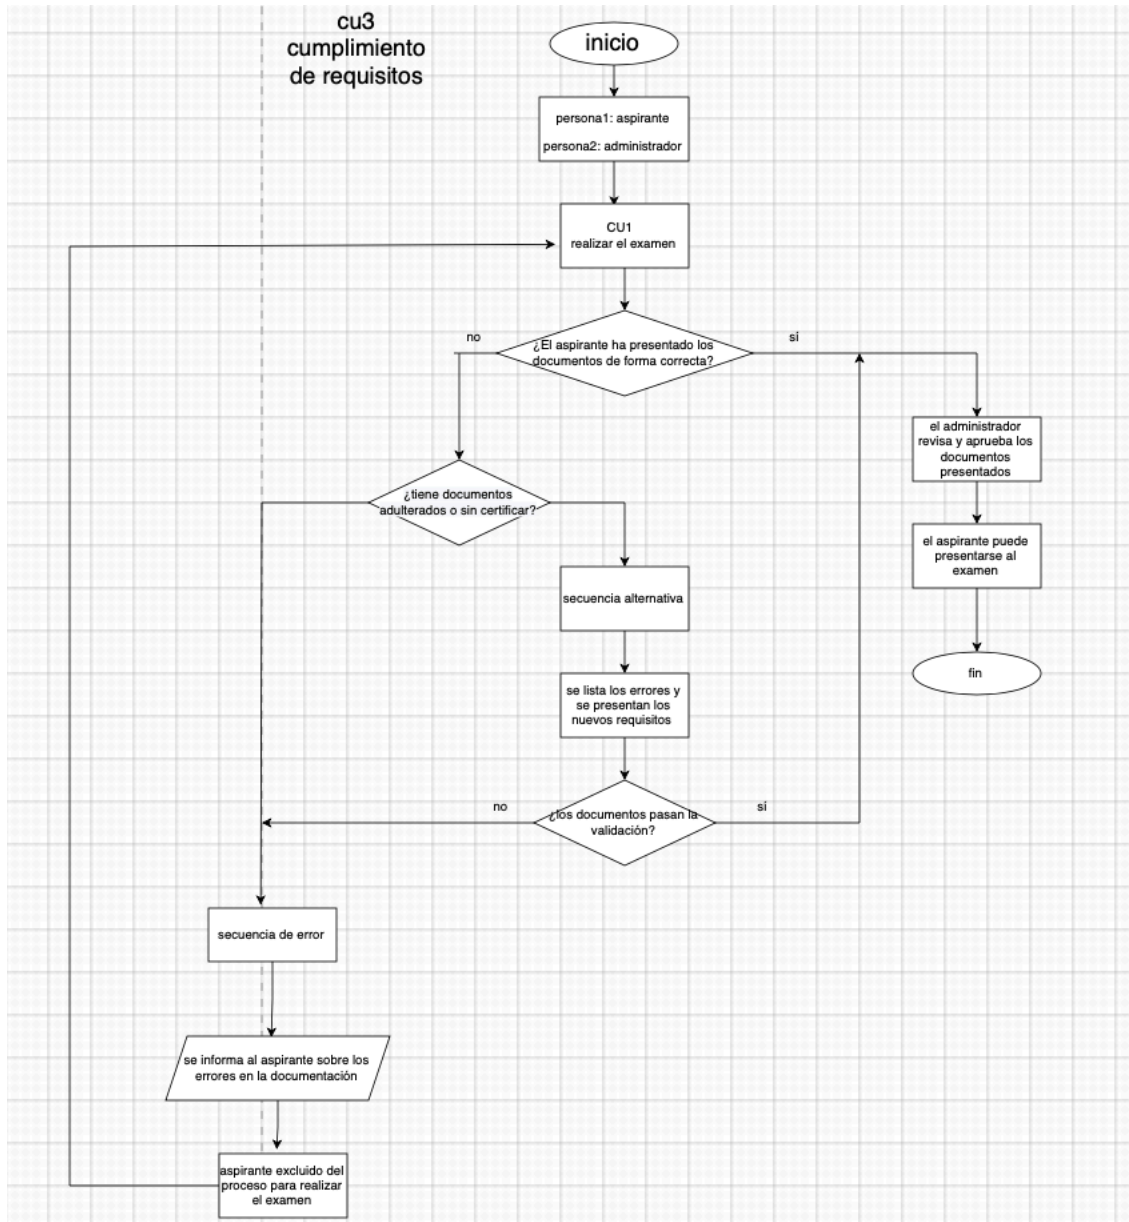 cu3
cumplimiento
de requisitos
inicio
persona1: aspirante
persona2: administrador
CU1
realizar el examen
no
¿El aspirante ha presentado los
documentos de forma correcta?
sí
el administrador
revisa y aprueba los
documentos
presentados
¿tiene documentos
adulterados o sin certificar?
el aspirante puede
presentarse al
examen
secuencia alternativa
fin
se lista los errores y
se presentan los
nuevos requisitos
no
¿los documentos pasan la
validación?
sí
secuencia de error
se informa al aspirante sobre los
errores en la documentación
aspirante excluido del
proceso para realizar
el examen